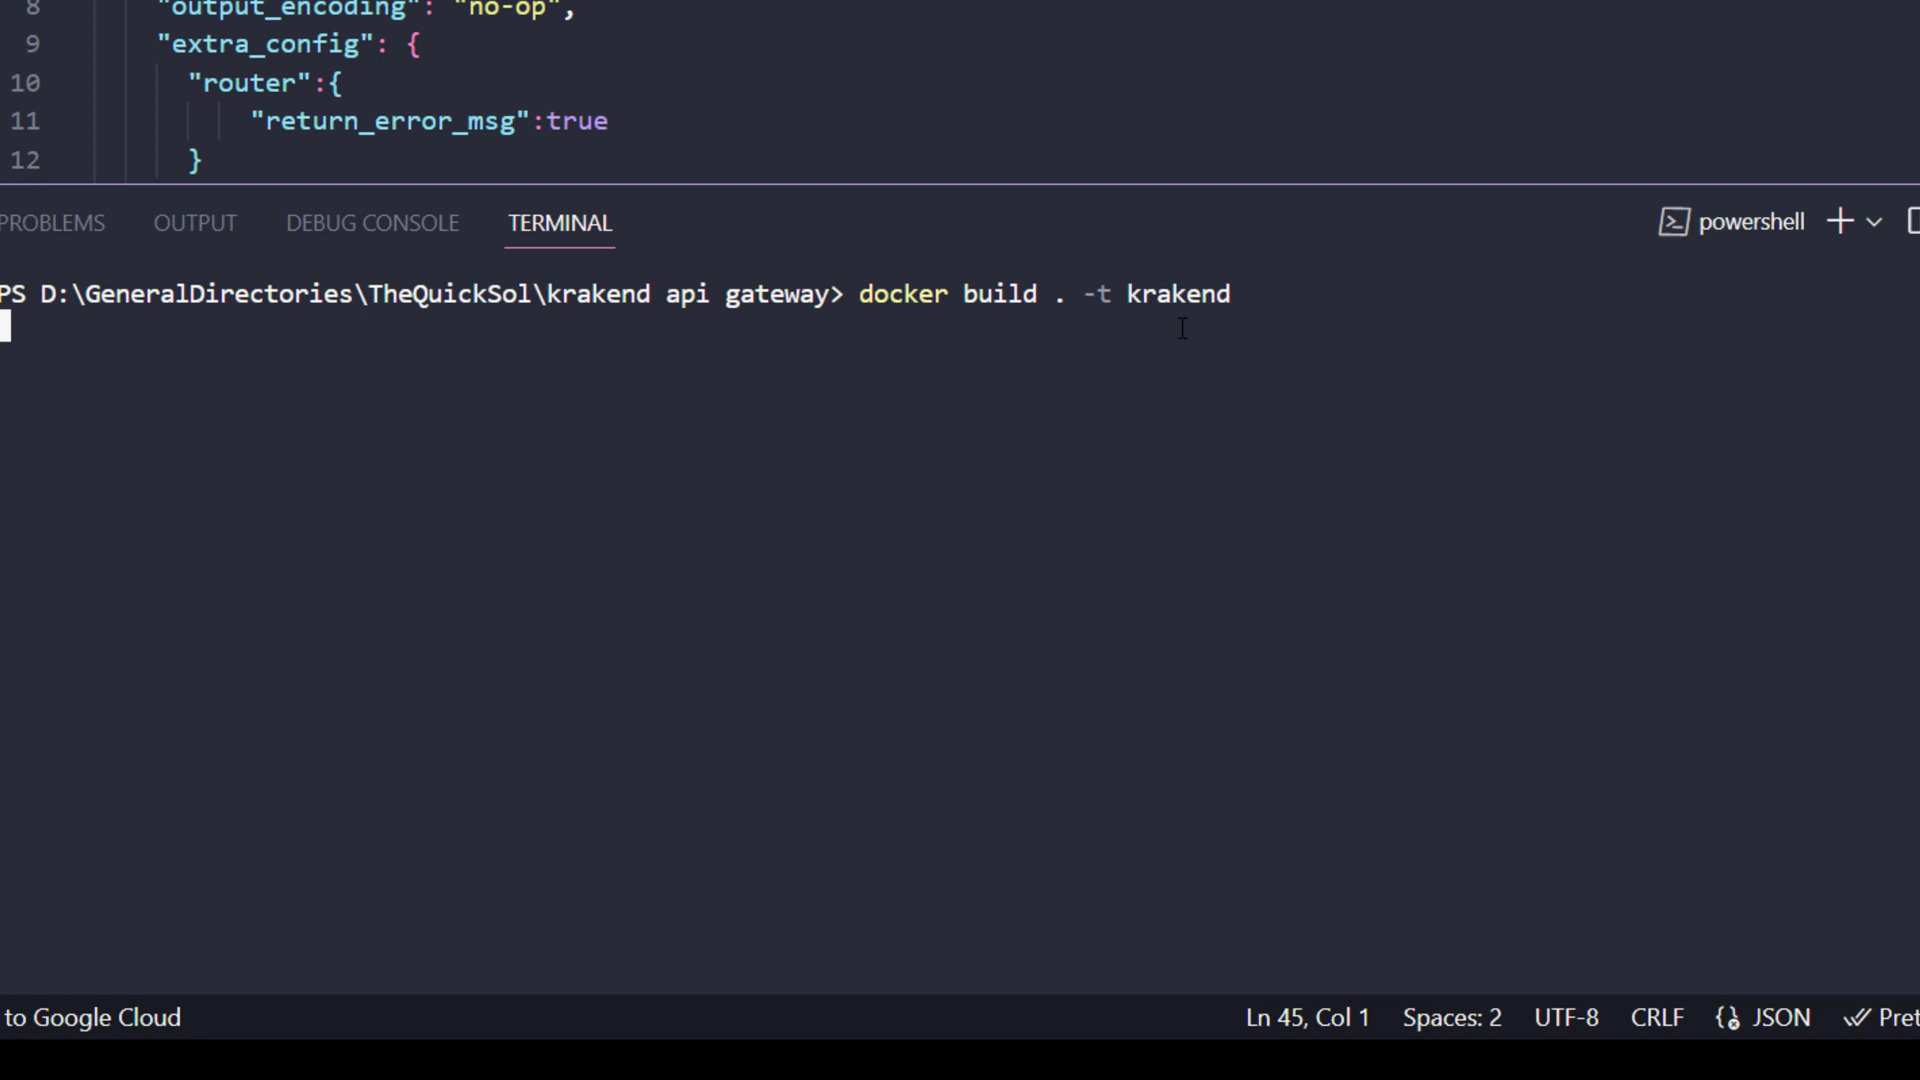 8 "output_encoding": "no-op",
9 "extra_config": {
10 "router":{
11 "return_error_msg":true
12 }
PROBLEMS OUTPUT DEBUG CONSOLE TERMINAL powershell
PS D:\GeneralDirectories\TheQuickSol\krakend api gateway> docker build . -t krakend
to Google Cloud Ln 45, Col 1 Spaces: 2 UTF-8 CRLF JSON Pret